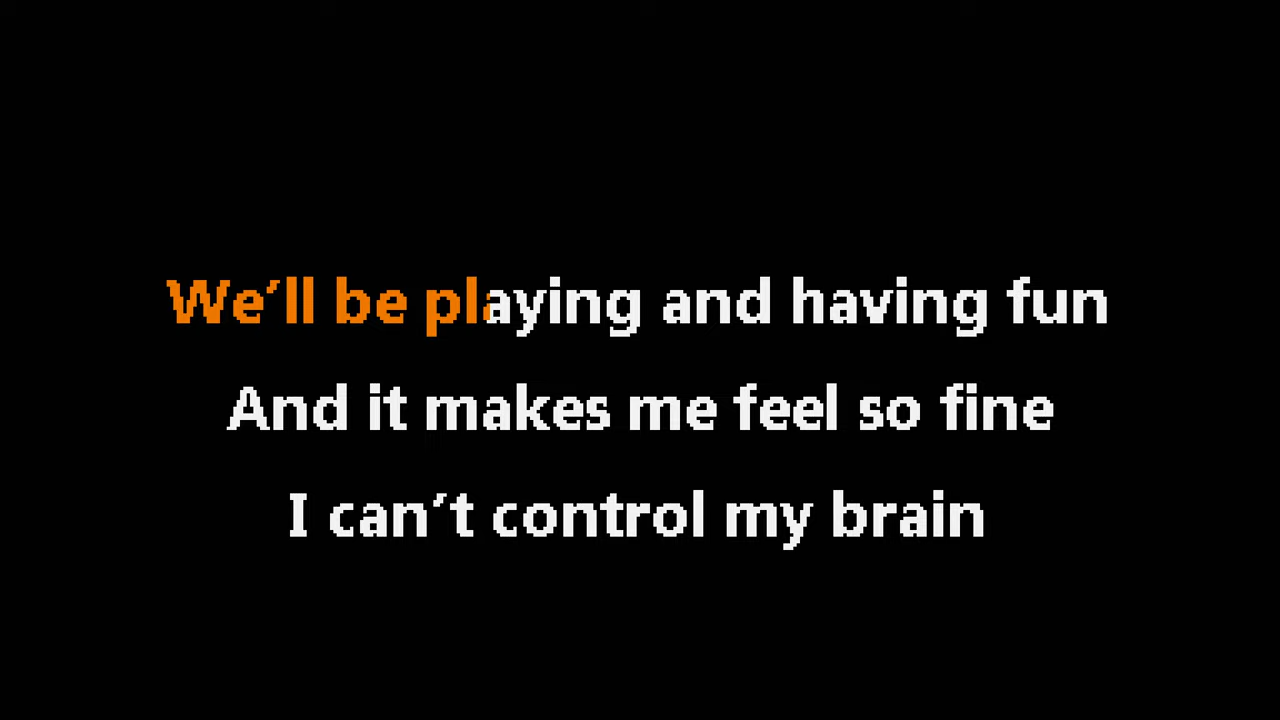 We'll be playing and having fun
And it makes me feel so fine
I can't control my brain